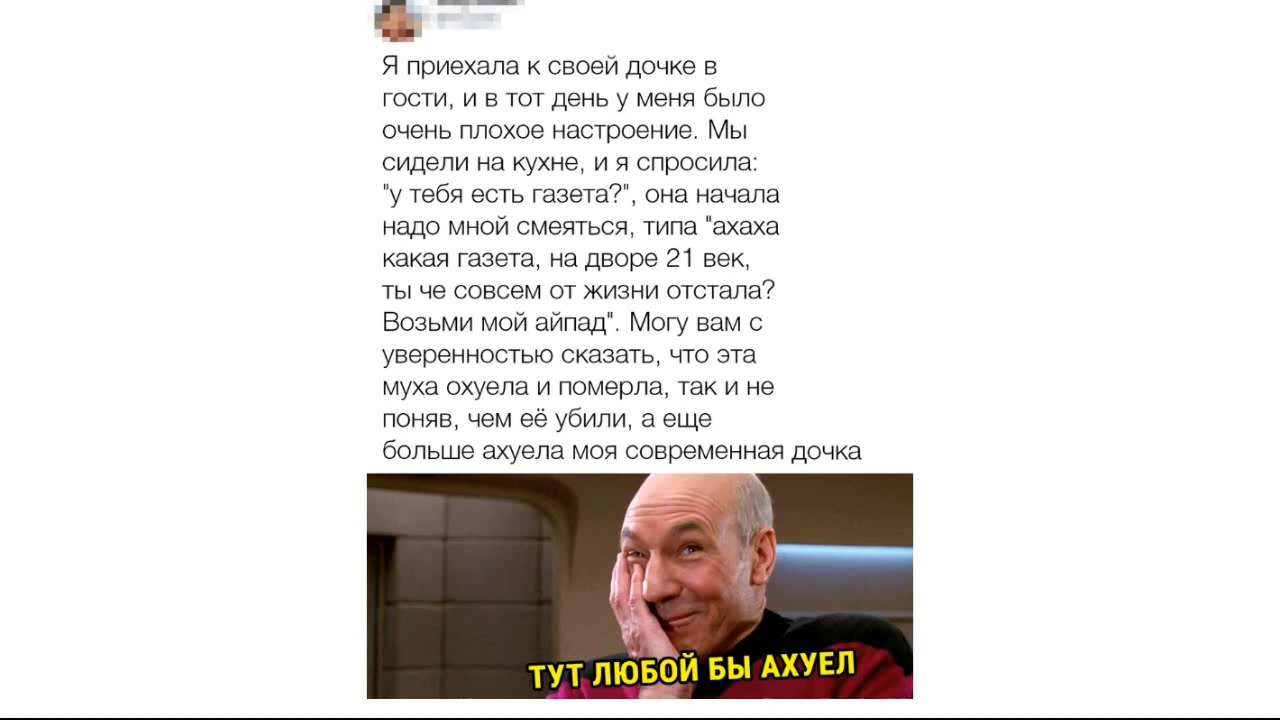 Я приехала к своей дочке в
гости, и в тот день у меня было
очень плохое настроение. Мы
сидели на кухне, и я спросила:
"у тебя есть газета?", она начала
надо мной смеяться, типа "ахаха
какая газета, на дворе 21 век,
ты че совсем от жизни отстала?
Возьми мой айпад". Могу вам с
уверенностью сказать, что эта
муха охуела и померла, так и не
поняв, чем её убили, а еще
больше ахуела моя современная дочка
ТУТ ЛЮБОЙ БЫ АХУЕЛ